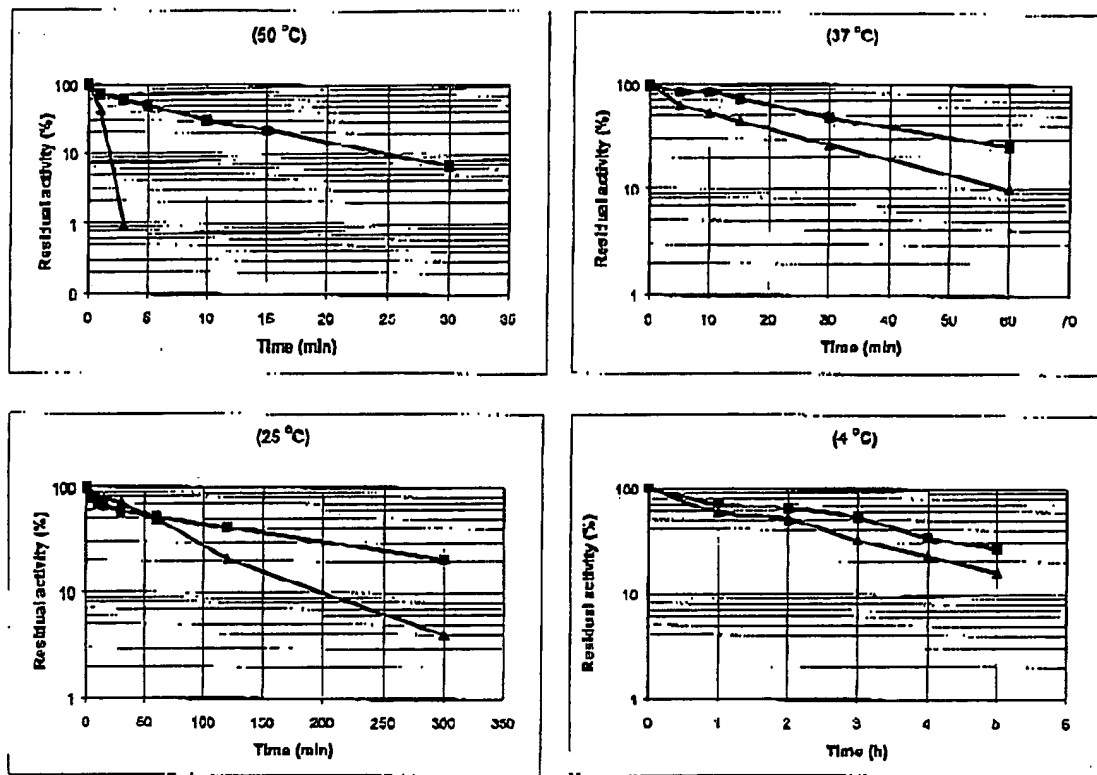 (50 °C)
Residual activity (%)
100
10
1
0
0 5 10 15 20 25 30 35
Time (min)
(37 °C)
Residual activity (%)
100
10
1
0 10 20 30 40 50 60 70
Time (min)
(25 °C)
Residual activity (%)
100
10
1
0 50 100 150 200 250 300 350
Time (min)
(4 °C)
Residual activity (%)
100
10
1
0 1 2 3 4 5 6
Time (h)